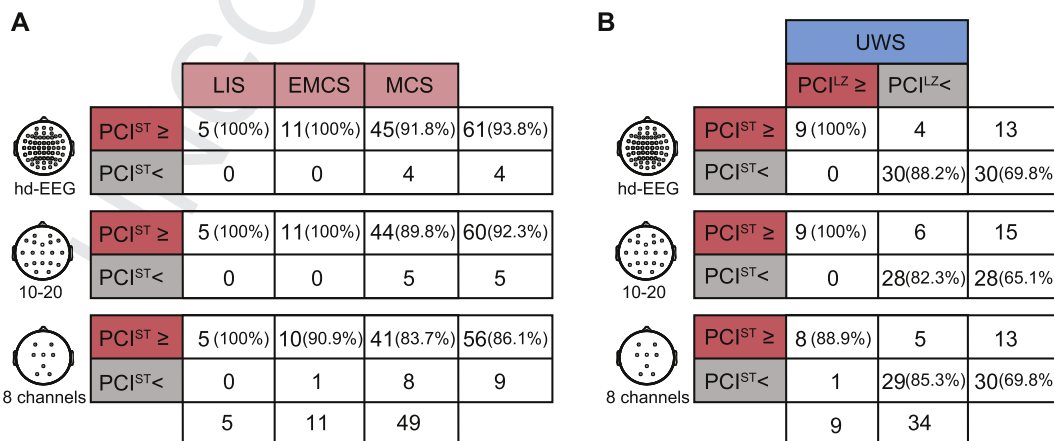 A
LIS EMCS MCS
PCI^ST ≥ 5 (100%) 11 (100%) 45 (91.8%) 61 (93.8%)
PCI^ST < 0 0 4 4
hd-EEG
PCI^ST ≥ 5 (100%) 11 (100%) 44 (89.8%) 60 (92.3%)
PCI^ST < 0 0 5 5
10-20
PCI^ST ≥ 5 (100%) 10 (90.9%) 41 (83.7%) 56 (86.1%)
PCI^ST < 0 1 8 9
8 channels
5 11 49
B
UWS
PCI^LZ ≥ PCI^LZ <
PCI^ST ≥ 9 (100%) 4 13
PCI^ST < 0 30 (88.2%) 30 (69.8%
hd-EEG
PCI^ST ≥ 9 (100%) 6 15
PCI^ST < 0 28 (82.3%) 28 (65.1%
10-20
PCI^ST ≥ 8 (88.9%) 5 13
PCI^ST < 1 29 (85.3%) 30 (69.8%
8 channels
9 34